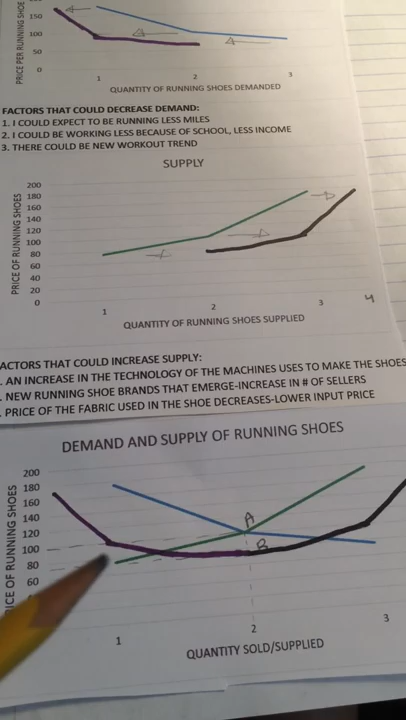 PRICE PER RUNNING SHOE
150
100
50
0
1
2
3
QUANTITY OF RUNNING SHOES DEMANDED
FACTORS THAT COULD DECREASE DEMAND:
1. I COULD EXPECT TO BE RUNNING LESS MILES
2. I COULD BE WORKING LESS BECAUSE OF SCHOOL, LESS INCOME
3. THERE COULD BE NEW WORKOUT TREND
SUPPLY
PRICE OF RUNNING SHOES
200
180
160
140
120
100
80
60
40
20
0
1
2
3
4
QUANTITY OF RUNNING SHOES SUPPLIED
ACTORS THAT COULD INCREASE SUPPLY:
. AN INCREASE IN THE TECHNOLOGY OF THE MACHINES USES TO MAKE THE SHOES
. NEW RUNNING SHOE BRANDS THAT EMERGE-INCREASE IN # OF SELLERS
. PRICE OF THE FABRIC USED IN THE SHOE DECREASES-LOWER INPUT PRICE
DEMAND AND SUPPLY OF RUNNING SHOES
ICE OF RUNNING SHOES
200
180
160
140
120
100
80
60
A
B
1
2
3
QUANTITY SOLD/SUPPLIED